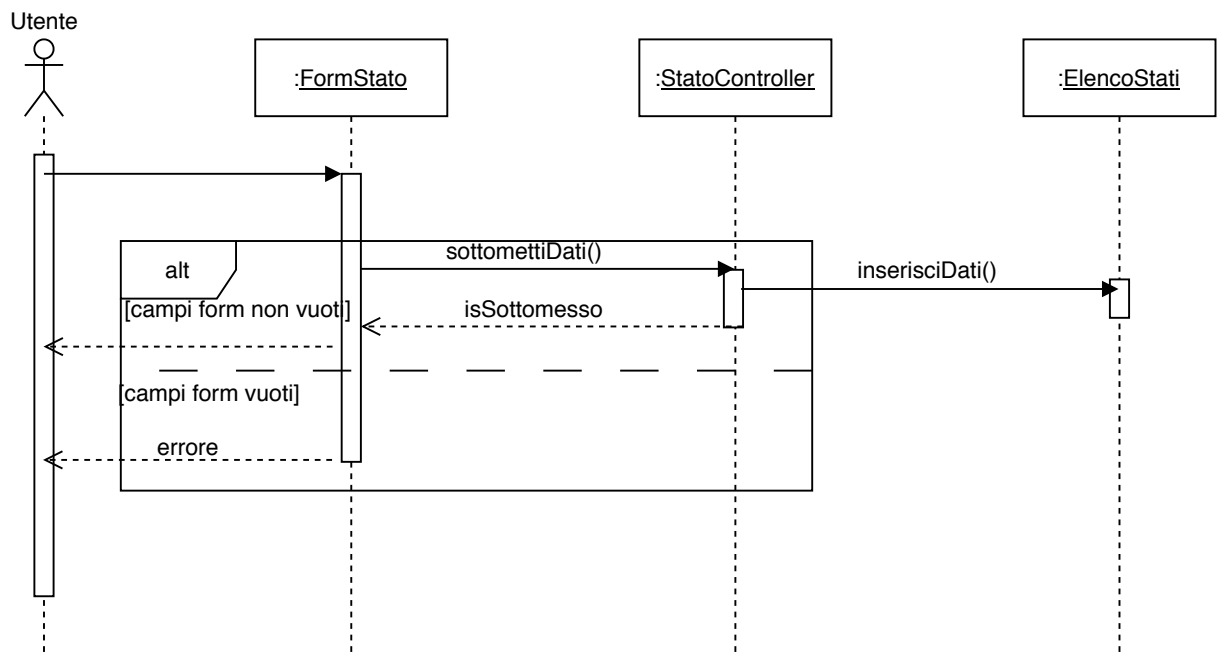 Utente
:FormStato
:StatoController
:ElencoStati
alt
sottomettiDati()
inserisciDati()
[campi form non vuoti]
isSottomesso
[campi form vuoti]
errore